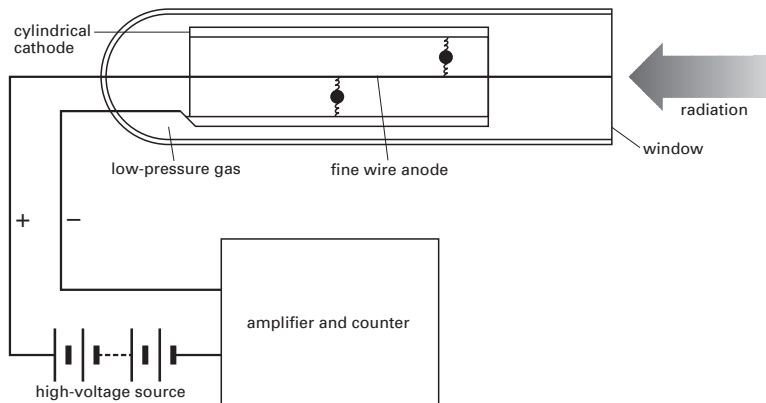 cylindrical
cathode
radiation
window
low-pressure gas
fine wire anode
+
−
amplifier and counter
high-voltage source